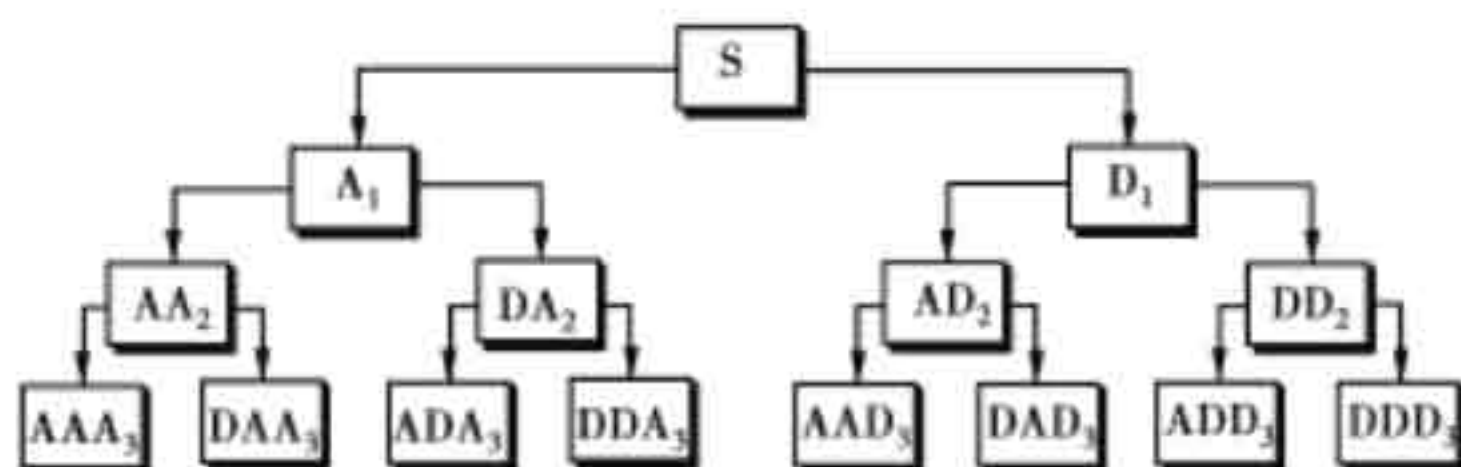 S
A₁ D₁
AA₂ DA₂ AD₂ DD₂
AAA₃ DAA₃ ADA₃ DDA₃ AAD₃ DAD₃ ADD₃ DDD₃